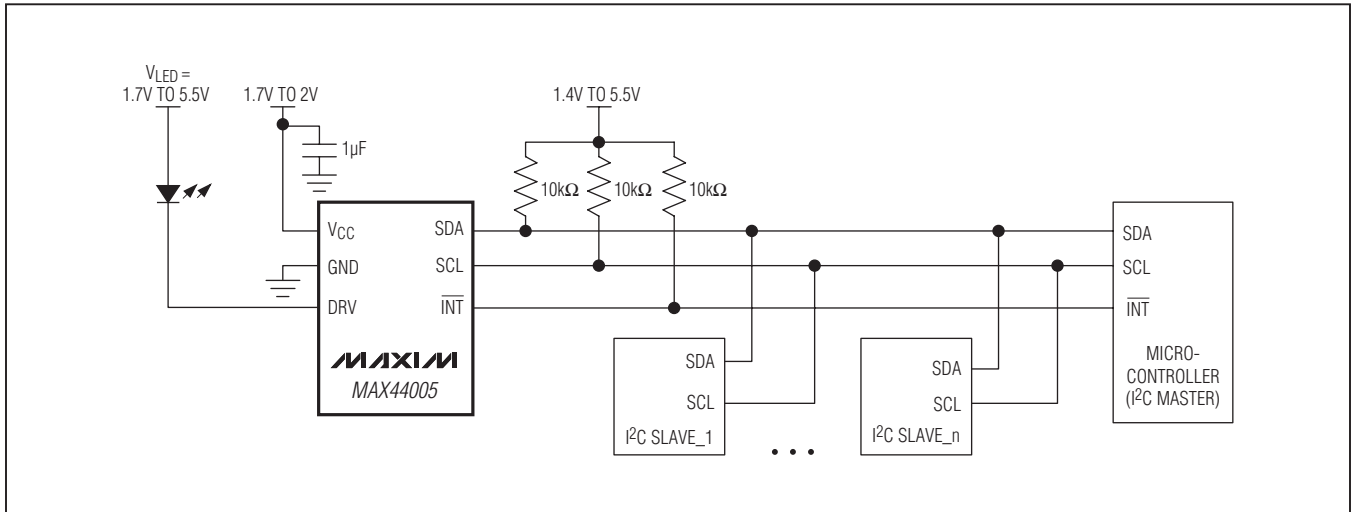 VLED =
1.7V TO 5.5V
1.7V TO 2V
1.4V TO 5.5V
1µF
10kΩ
10kΩ
10kΩ
VCC
GND
DRV
SDA
SCL
INT
MAXIM
MAX44005
SDA
SCL
I²C SLAVE_1
• • •
SDA
SCL
I²C SLAVE_n
SDA
SCL
INT
MICRO-
CONTROLLER
(I²C MASTER)